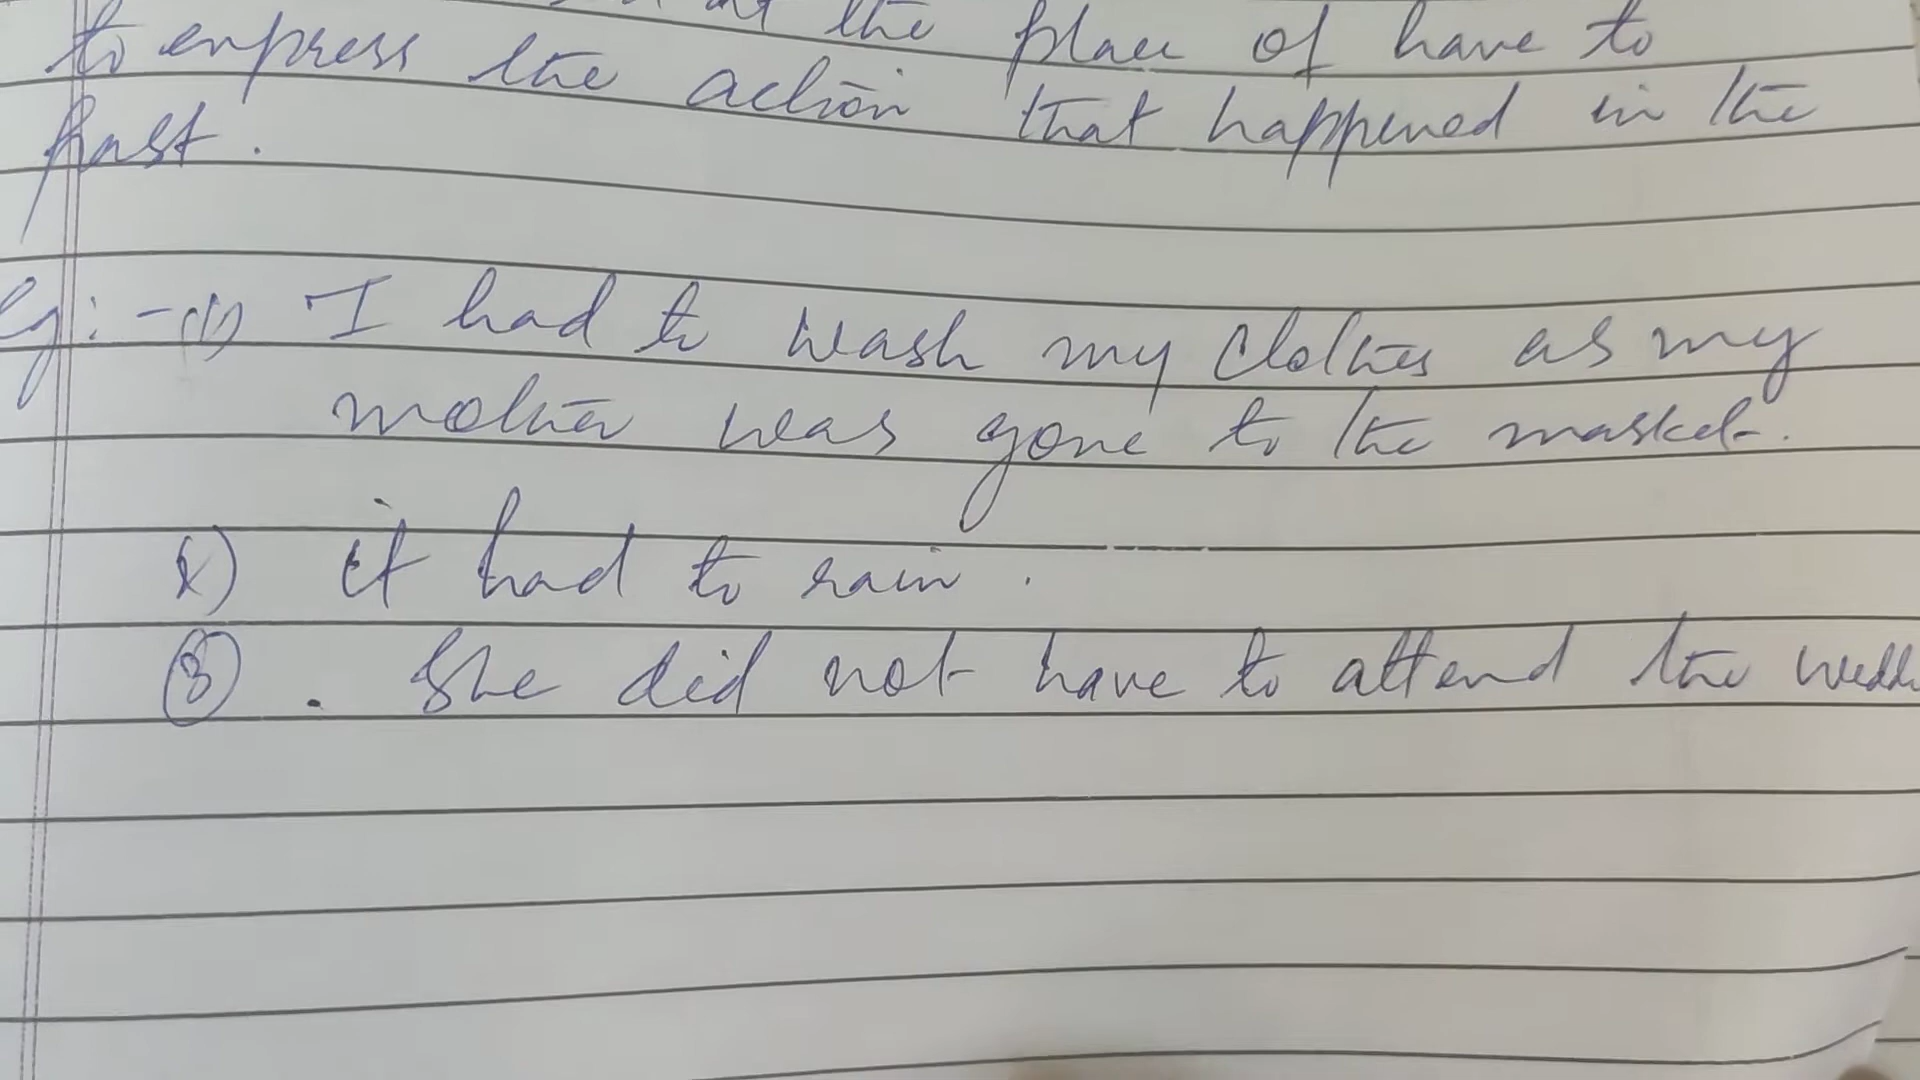 at the place of have to
to express the action that happened in the
past.
eg:-(1) I had to wash my clothes as my
mother was gone to the market.
2) it had to rain.
3. She did not have to attend the wedd